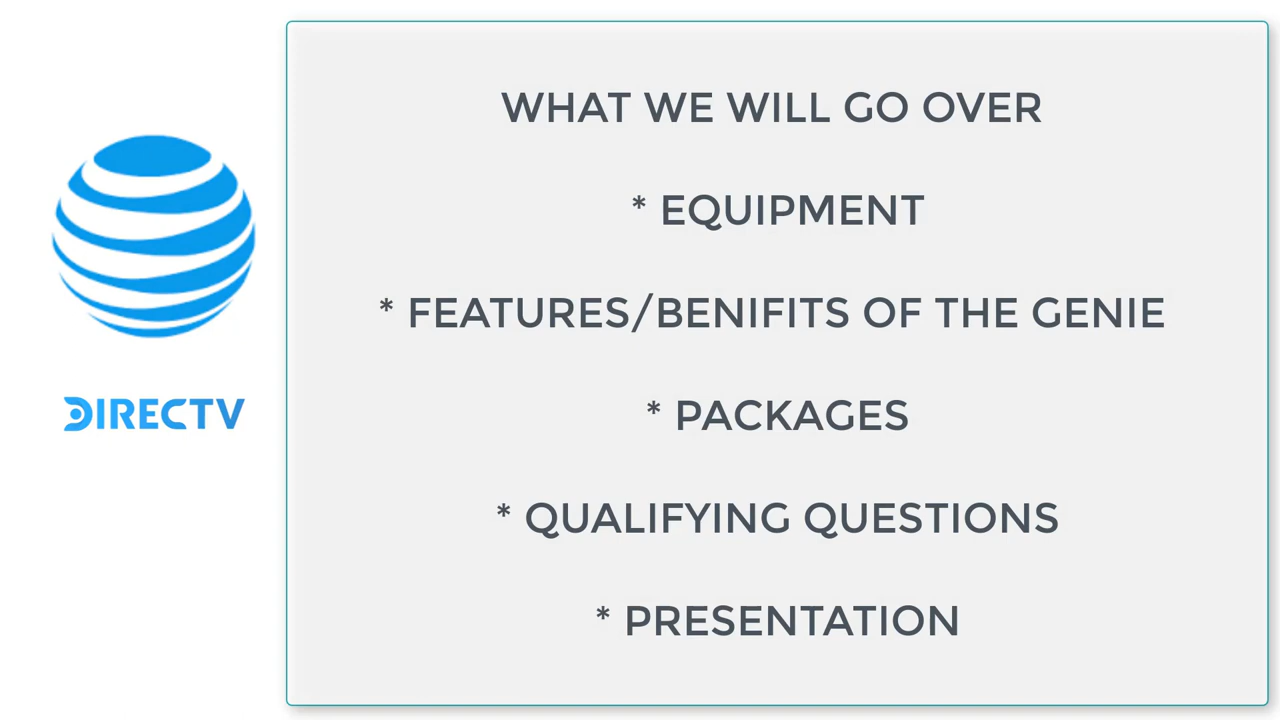 WHAT WE WILL GO OVER
* EQUIPMENT
* FEATURES/BENIFITS OF THE GENIE
* PACKAGES
* QUALIFYING QUESTIONS
* PRESENTATION
DIRECTV